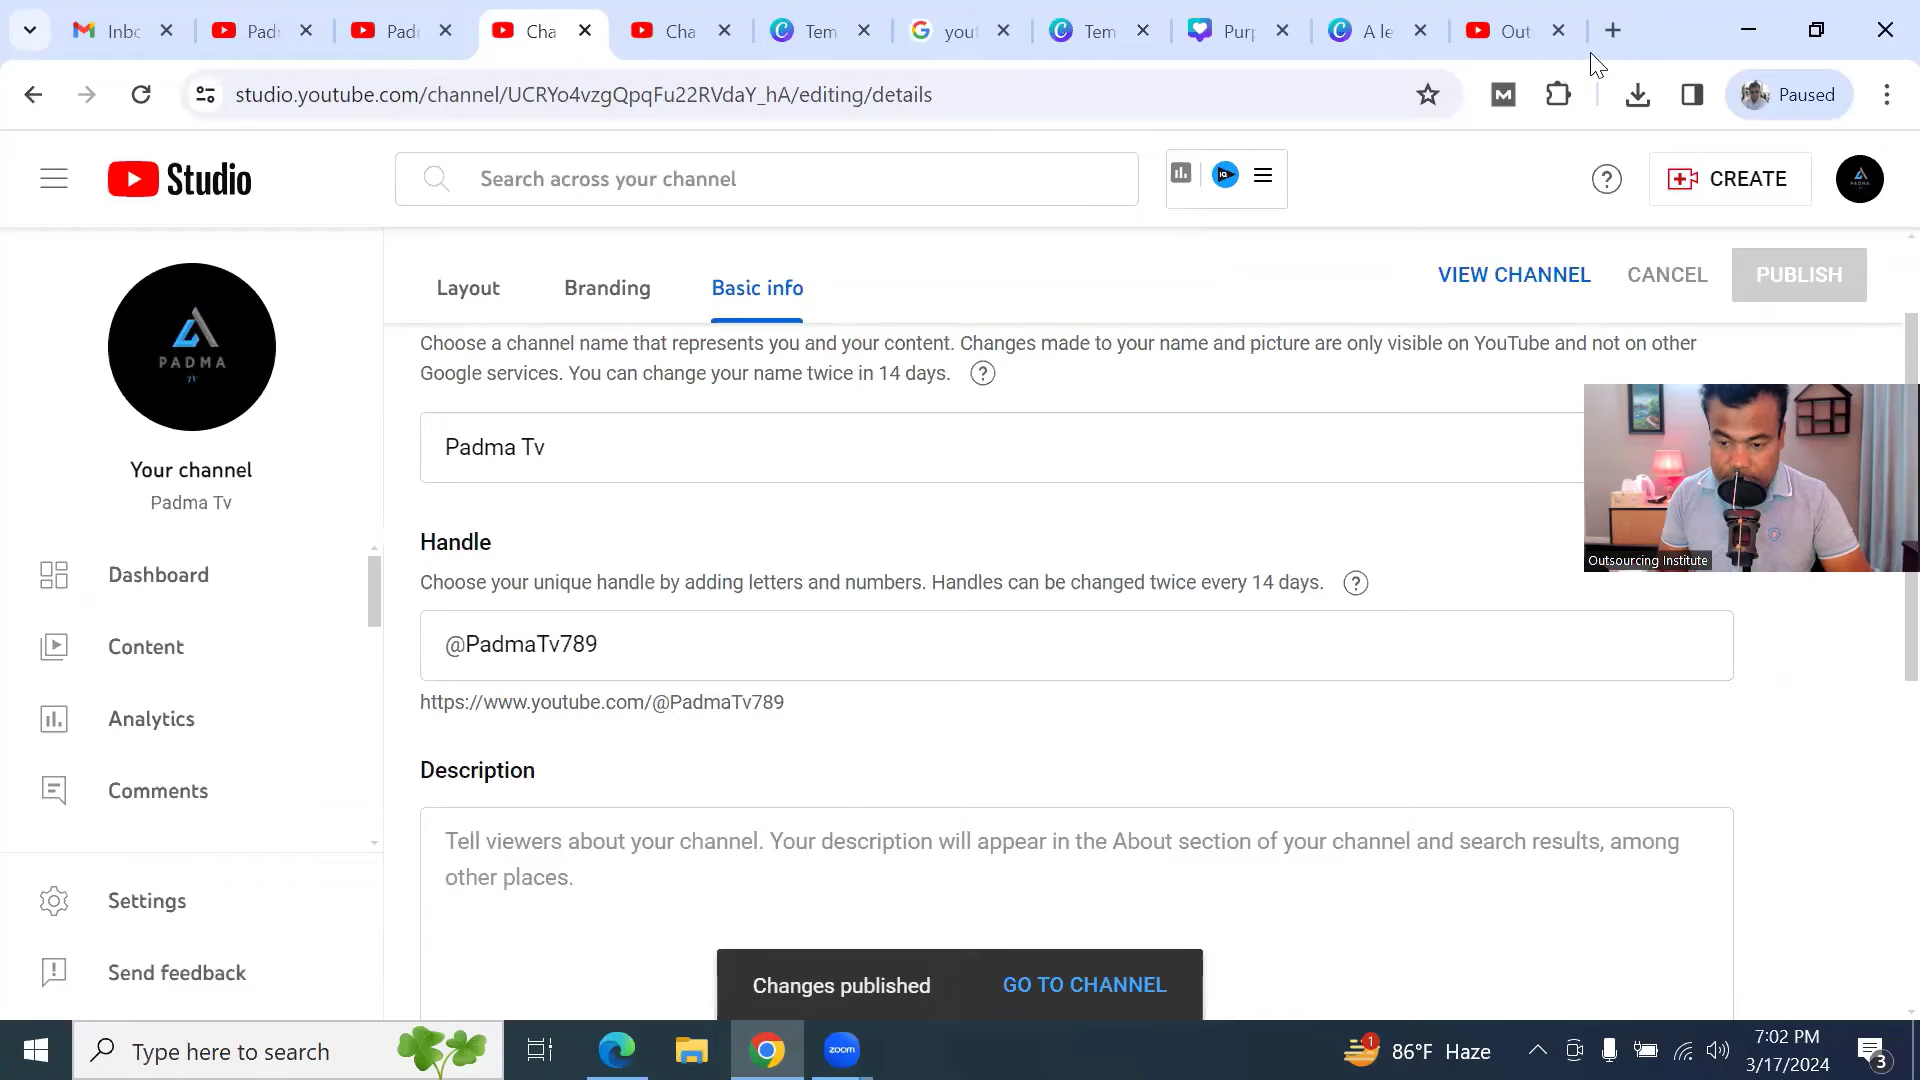 Inbc
Pad
Pad
Cha
Cha
Tem
yout
Tem
Purp
A le
Out
studio.youtube.com/channel/UCRYo4vzgQpqFu22RVdaY_hA/editing/details
Paused
Studio
Search across your channel
CREATE
PADMA
TV
Your channel
Padma Tv
Dashboard
Content
Analytics
Comments
Settings
Send feedback
Layout
Branding
Basic info
VIEW CHANNEL
CANCEL
PUBLISH
Choose a channel name that represents you and your content. Changes made to your name and picture are only visible on YouTube and not on other
Google services. You can change your name twice in 14 days.
Padma Tv
Outsourcing Institute
Handle
Choose your unique handle by adding letters and numbers. Handles can be changed twice every 14 days.
@PadmaTv789
https://www.youtube.com/@PadmaTv789
Description
Tell viewers about your channel. Your description will appear in the About section of your channel and search results, among
other places.
Changes published
GO TO CHANNEL
Type here to search
zoom
1
86°F Haze
7:02 PM
3/17/2024
3